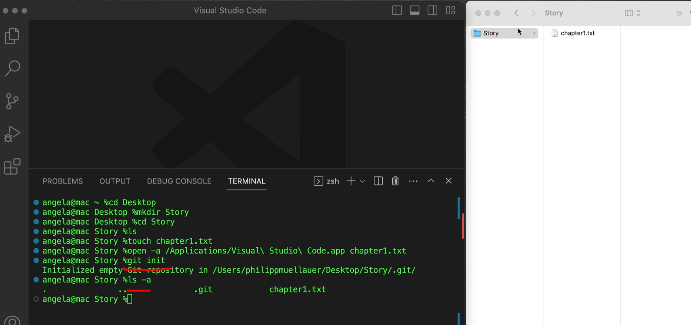 Visual Studio Code
Story
Story
chapter1.txt
PROBLEMS OUTPUT DEBUG CONSOLE TERMINAL zsh
angela@mac ~ %cd Desktop
angela@mac Desktop %mkdir Story
angela@mac Desktop %cd Story
angela@mac Story %ls
angela@mac Story %touch chapter1.txt
angela@mac Story %open -a /Applications/Visual\ Studio\ Code.app chapter1.txt
angela@mac Story %git init
Initialized empty Git repository in /Users/philippmuellauer/Desktop/Story/.git/
angela@mac Story %ls -a
. .. .git chapter1.txt
angela@mac Story %